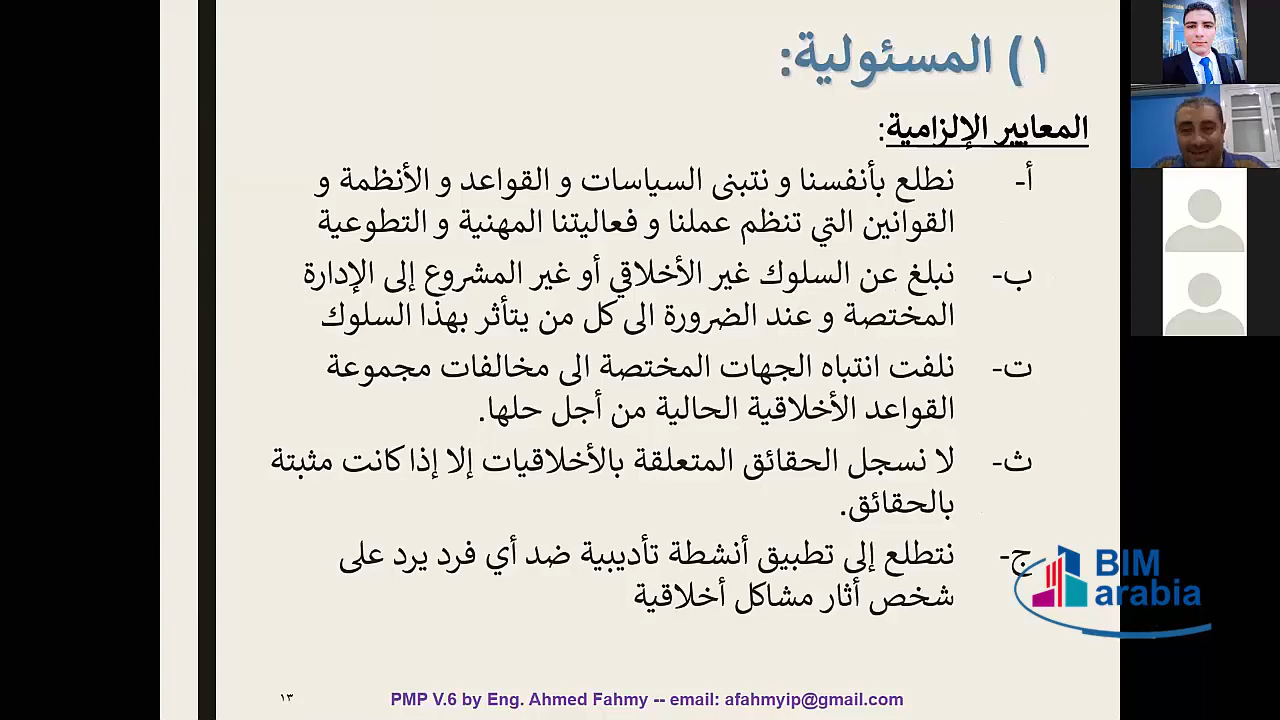 ١) المسئولية:
المعايير الإلزامية:
أ- نطلع بأنفسنا و نتبنى السياسات و القواعد و الأنظمة و
القوانين التي تنظم عملنا و فعاليتنا المهنية و التطوعية
ب- نبلغ عن السلوك غير الأخلاقي أو غير المشروع إلى الإدارة
المختصة و عند الضرورة الى كل من يتأثر بهذا السلوك
ت- نلفت انتباه الجهات المختصة الى مخالفات مجموعة
القواعد الأخلاقية الحالية من أجل حلها.
ث- لا نسجل الحقائق المتعلقة بالأخلاقيات إلا إذا كانت مثبتة
بالحقائق.
ج- نتطلع إلى تطبيق أنشطة تأديبية ضد أي فرد يرد على
شخص أثار مشاكل أخلاقية
BIM
arabia
PMP V.6 by Eng. Ahmed Fahmy -- email: afahmyip@gmail.com
١٣